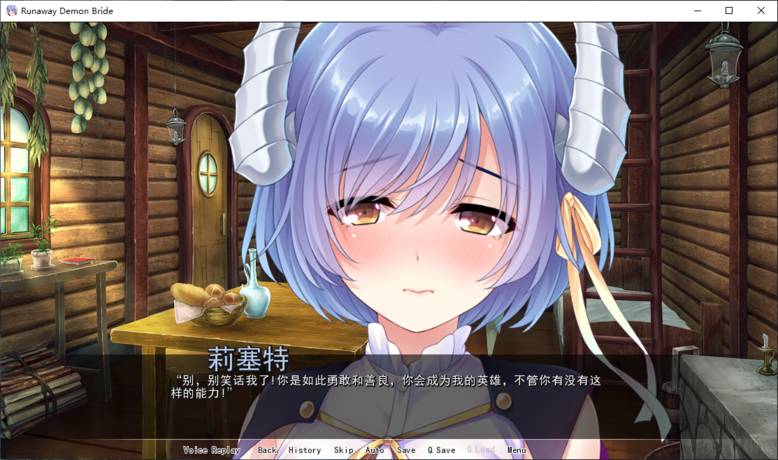 Runaway Demon Bride
莉塞特
“别，别笑话我了!你是如此勇敢和善良，你会成为我的英雄，不管你有没有这
样的能力!”
Voice Replay Back History Skip Auto Save Q Save Q Load Menu